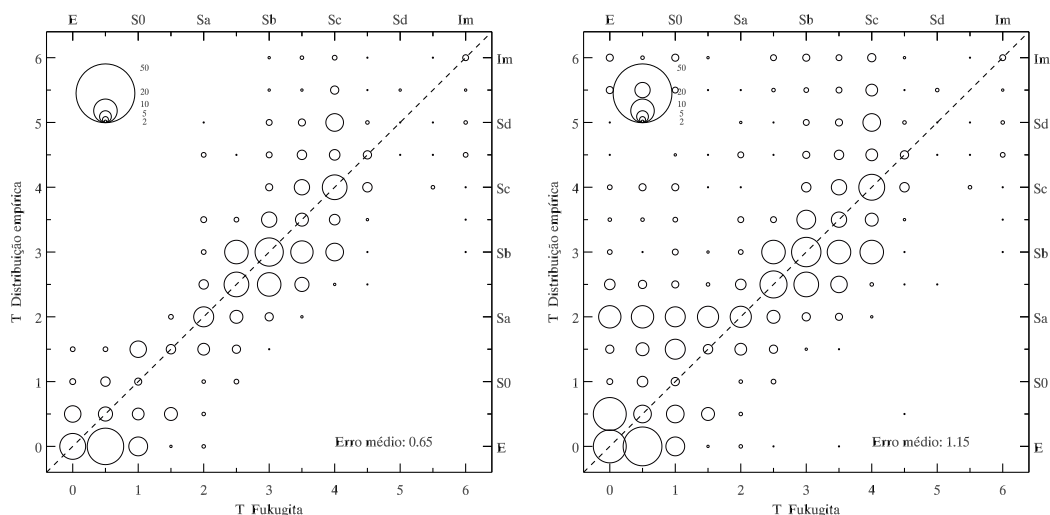 E S0 Sa Sb Sc Sd Im
6 5 4 3 2 1 0
T Distribuição empírica
50
20
10
5
2
Im
Sd
Sc
Sb
Sa
S0
E
Erro médio: 0.65
0 1 2 3 4 5 6
T Fukugita
E S0 Sa Sb Sc Sd Im
6 5 4 3 2 1 0
T Distribuição empírica
50
20
10
5
2
Im
Sd
Sc
Sb
Sa
S0
E
Erro médio: 1.15
0 1 2 3 4 5 6
T Fukugita